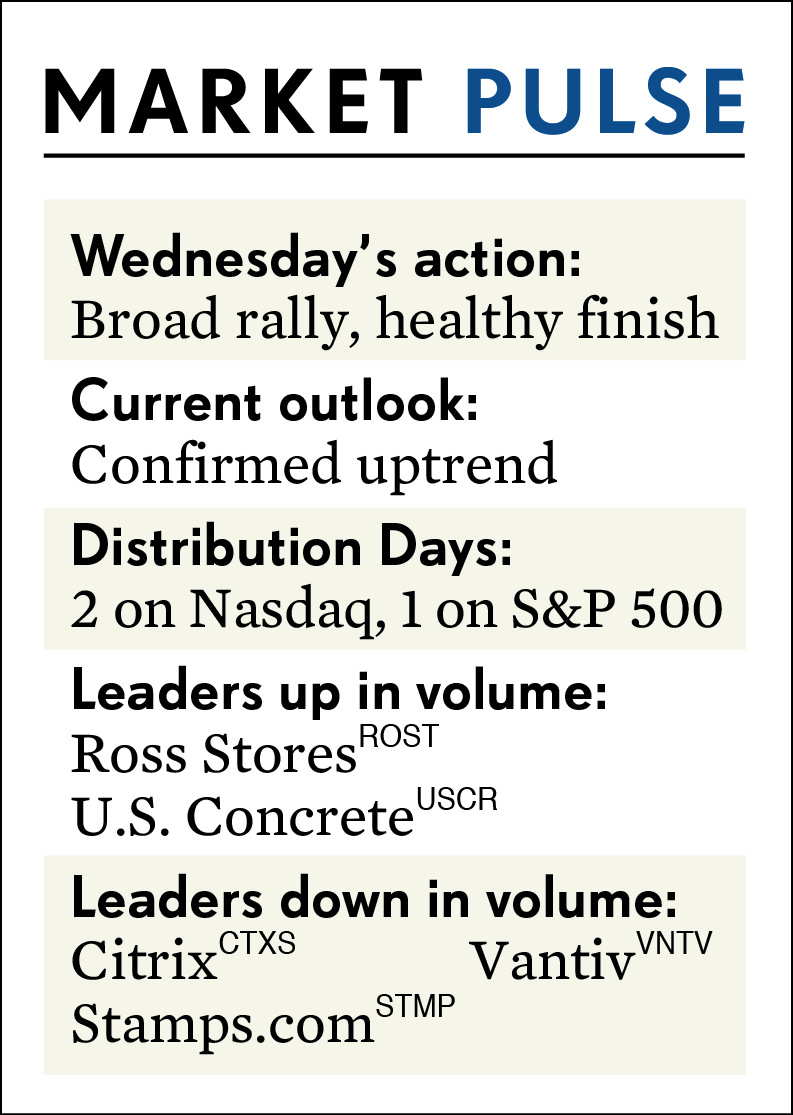 MARKET PULSE
Wednesday’s action:
Broad rally, healthy finish
Current outlook:
Confirmed uptrend
Distribution Days:
2 on Nasdaq, 1 on S&P 500
Leaders up in volume:
Ross Stores ROST
U.S. Concrete USCR
Leaders down in volume:
Citrix CTXS Vantiv VNTV
Stamps.com STMP